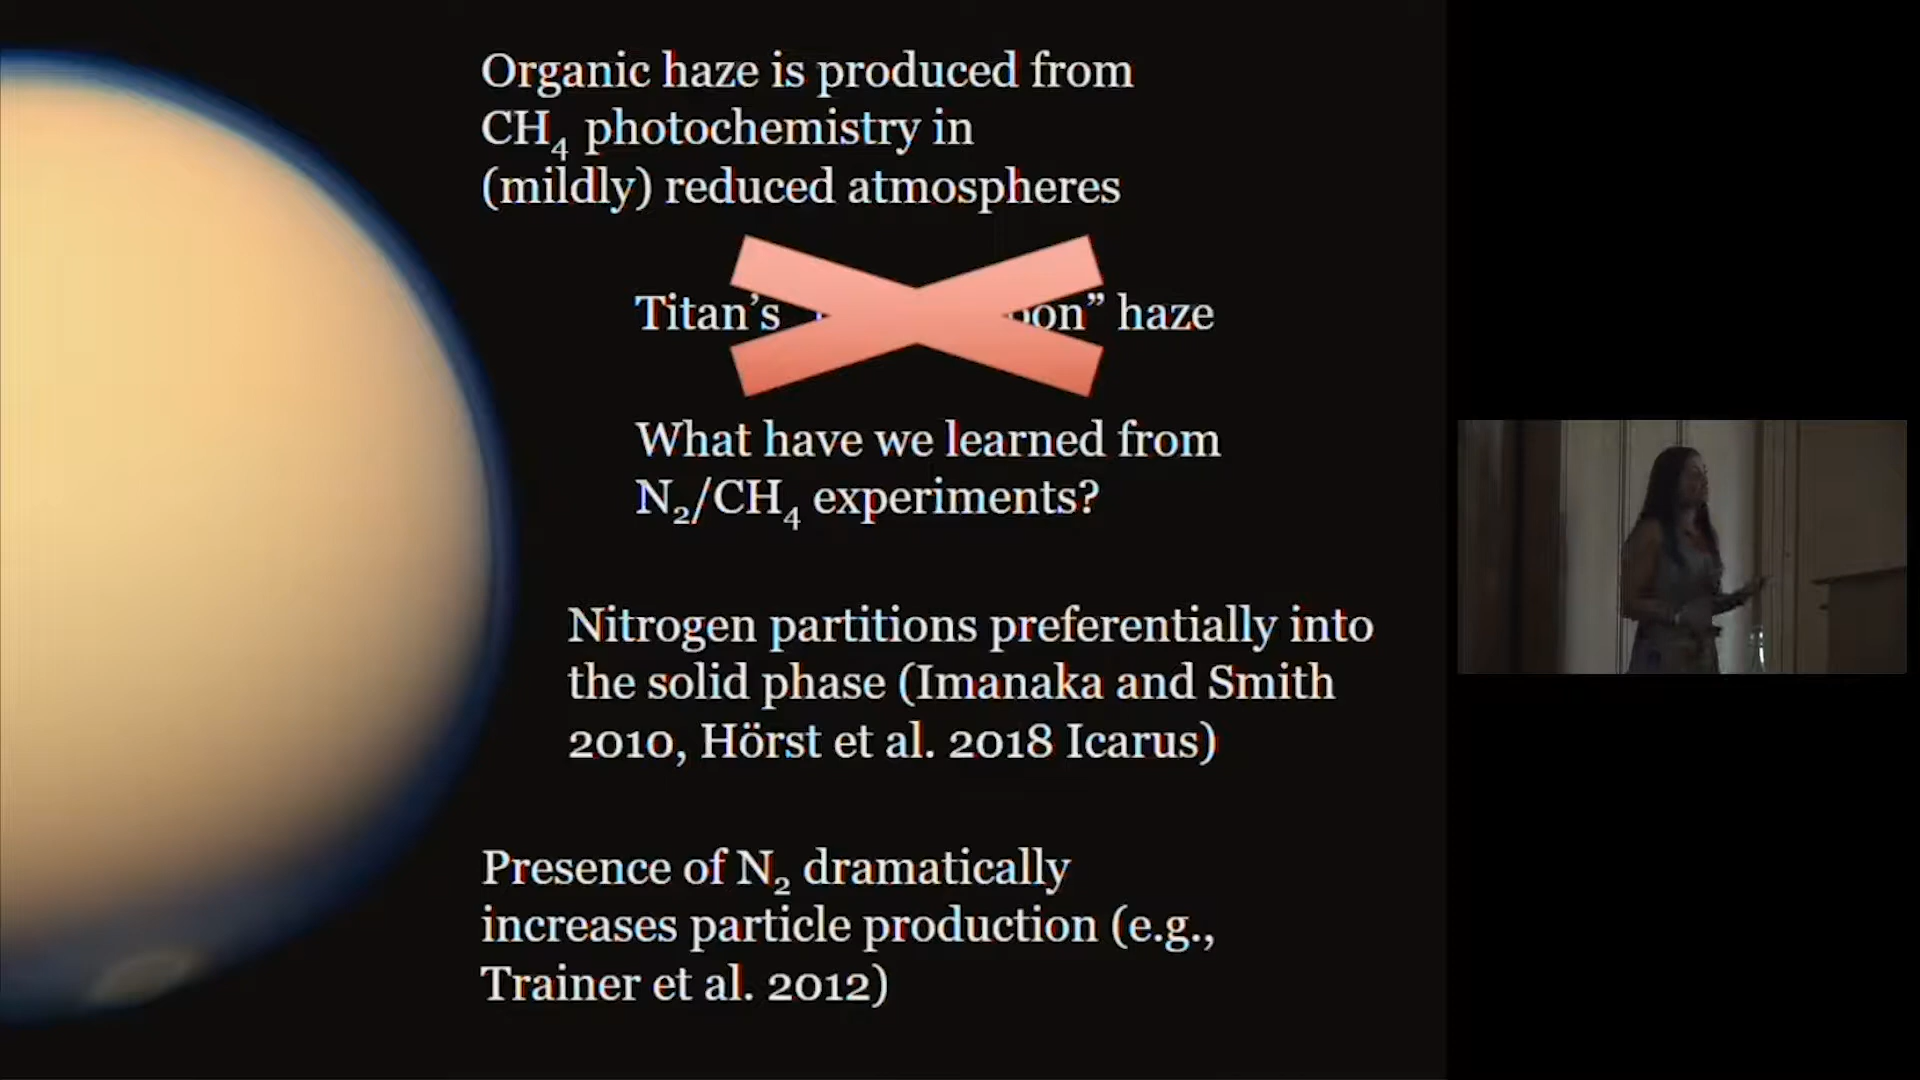 Organic haze is produced from
CH₄ photochemistry in
(mildly) reduced atmospheres
Titan’s haze
What have we learned from
N₂/CH₄ experiments?
Nitrogen partitions preferentially into
the solid phase (Imanaka and Smith
2010, Hörst et al. 2018 Icarus)
Presence of N₂ dramatically
increases particle production (e.g.,
Trainer et al. 2012)